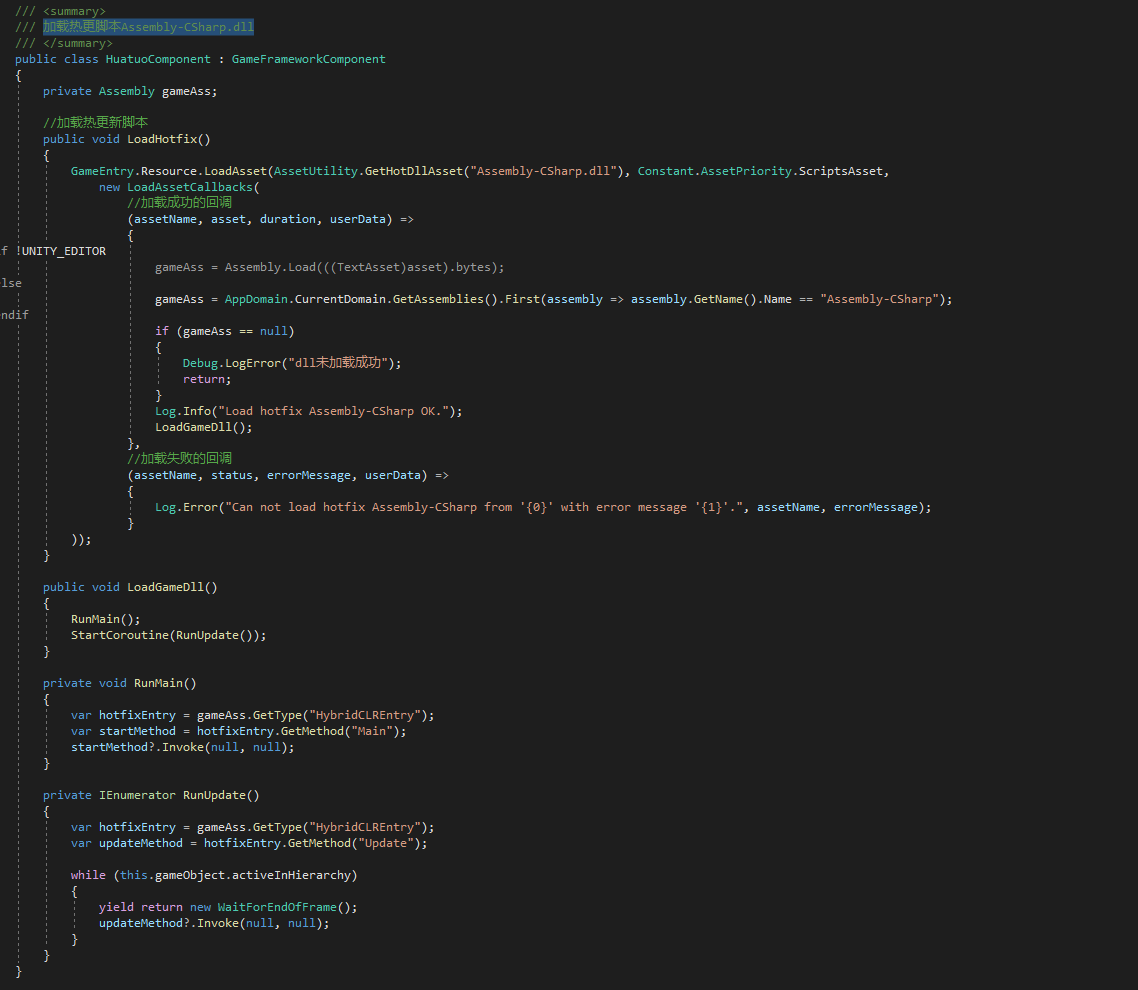 /// <summary>
/// 加载热更脚本Assembly-CSharp.dll
/// </summary>
public class HuatuoComponent : GameFrameworkComponent
{
    private Assembly gameAss;

    //加载热更新脚本
    public void LoadHotfix()
    {
        GameEntry.Resource.LoadAsset(AssetUtility.GetHotDllAsset("Assembly-CSharp.dll"), Constant.AssetPriority.ScriptsAsset,
            new LoadAssetCallbacks(
                //加载成功的回调
                (assetName, asset, duration, userData) =>
                {
f !UNITY_EDITOR
                    gameAss = Assembly.Load(((TextAsset)asset).bytes);
lse
                    gameAss = AppDomain.CurrentDomain.GetAssemblies().First(assembly => assembly.GetName().Name == "Assembly-CSharp");
ndif
                    if (gameAss == null)
                    {
                        Debug.LogError("dll未加载成功");
                        return;
                    }
                    Log.Info("Load hotfix Assembly-CSharp OK.");
                    LoadGameDll();
                },
                //加载失败的回调
                (assetName, status, errorMessage, userData) =>
                {
                    Log.Error("Can not load hotfix Assembly-CSharp from '{0}' with error message '{1}'.", assetName, errorMessage);
                }
        ));
    }

    public void LoadGameDll()
    {
        RunMain();
        StartCoroutine(RunUpdate());
    }

    private void RunMain()
    {
        var hotfixEntry = gameAss.GetType("HybridCLREntry");
        var startMethod = hotfixEntry.GetMethod("Main");
        startMethod?.Invoke(null, null);
    }

    private IEnumerator RunUpdate()
    {
        var hotfixEntry = gameAss.GetType("HybridCLREntry");
        var updateMethod = hotfixEntry.GetMethod("Update");

        while (this.gameObject.activeInHierarchy)
        {
            yield return new WaitForEndOfFrame();
            updateMethod?.Invoke(null, null);
        }
    }
}